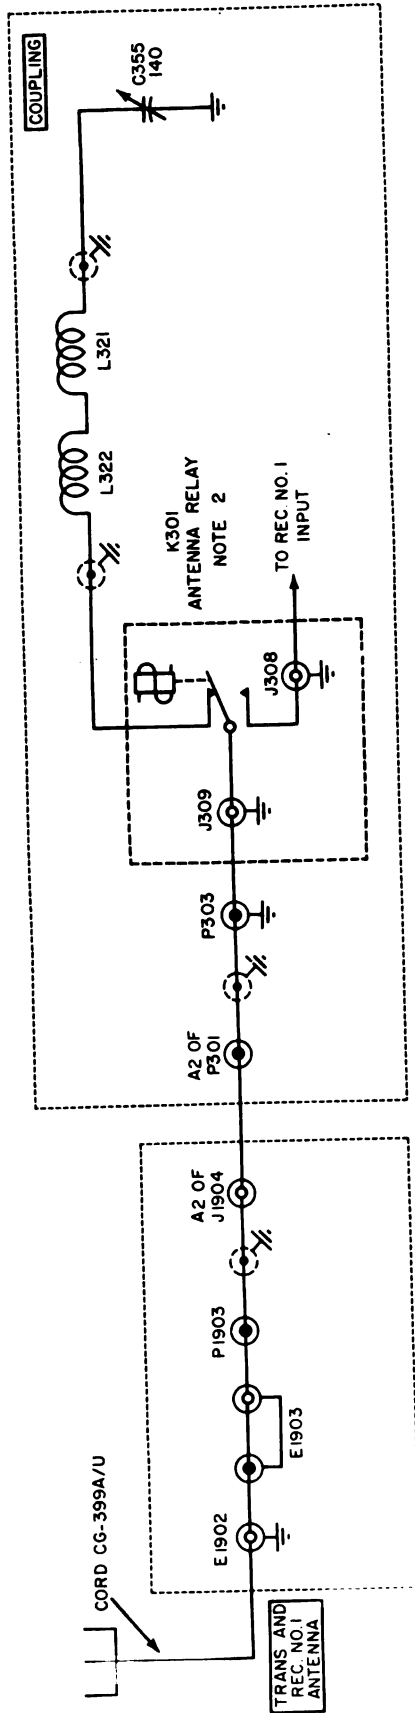 COUPLING
C355
140
L321
L322
K301
ANTENNA RELAY
NOTE 2
TO REC. NO. 1
INPUT
J308
J309
P303
A2 OF
P301
A2 OF
J1904
P1903
E1903
E1902
CORD CG-399A/U
TRANS AND
REC. NO. 1
ANTENNA